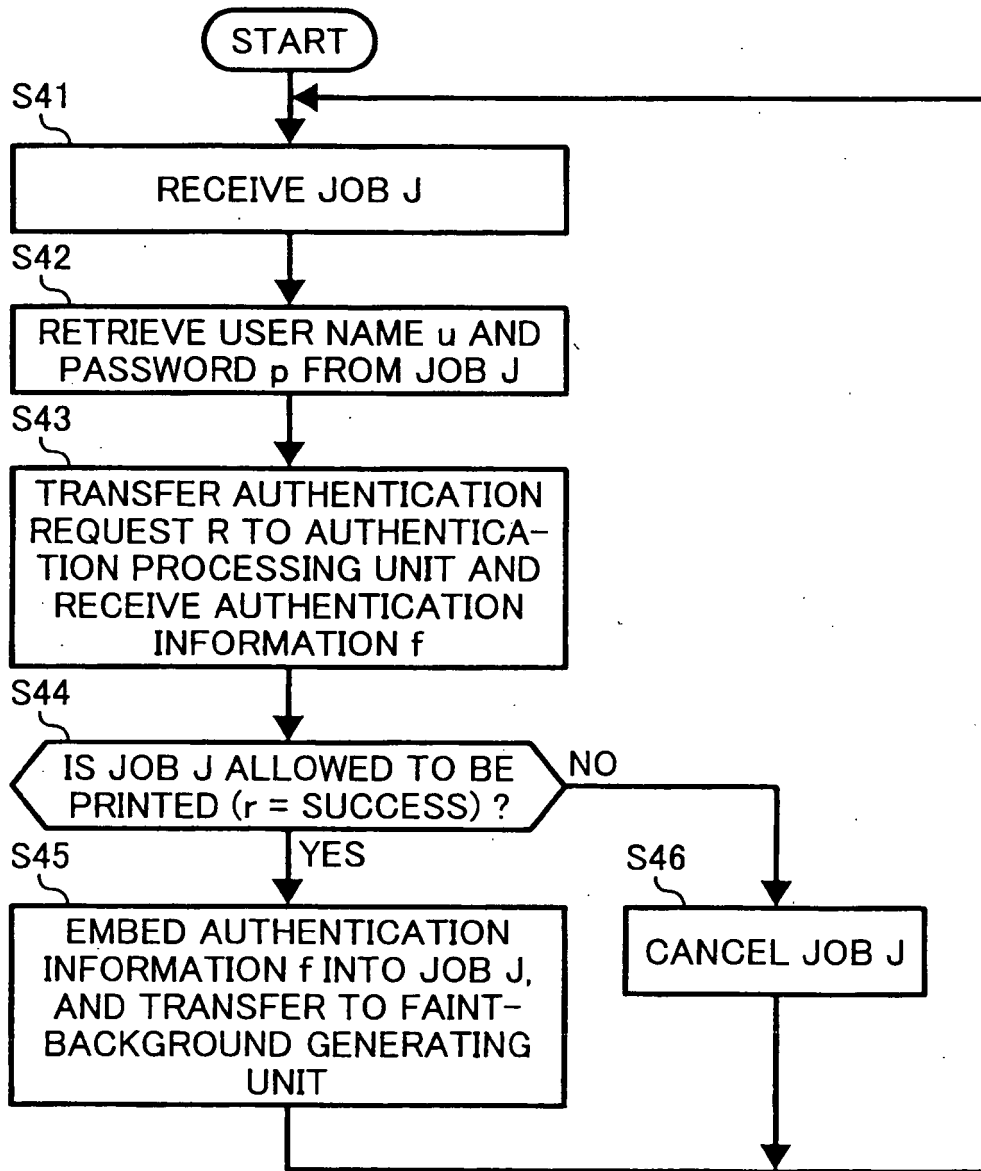 START
S41
RECEIVE JOB J
S42
RETRIEVE USER NAME u AND
PASSWORD p FROM JOB J
S43
TRANSFER AUTHENTICATION
REQUEST R TO AUTHENTICA-
TION PROCESSING UNIT AND
RECEIVE AUTHENTICATION
INFORMATION f
S44
IS JOB J ALLOWED TO BE
PRINTED (r = SUCCESS) ?
NO
YES
S45
EMBED AUTHENTICATION
INFORMATION f INTO JOB J,
AND TRANSFER TO FAINT-
BACKGROUND GENERATING
UNIT
S46
CANCEL JOB J